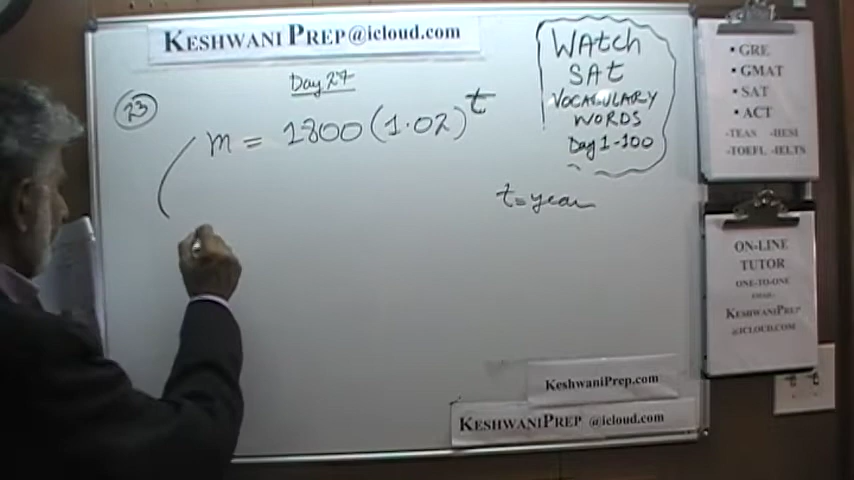 KESHWANI PREP@icloud.com
Day 27
23
m = 1800 (1.02)^t
WAtch
SAt
VOCABULARY
WORDS
Day 1-100
t = year
• GRE
• GMAT
• SAT
• ACT
-TEAS -HESI
-TOEFL -IELTS
ON-LINE
TUTOR
ONE-TO-ONE
EMAIL
KESHWANIPREP
@ICLOUD.COM
KeshwaniPrep.com
KESHWANIPREP @icloud.com